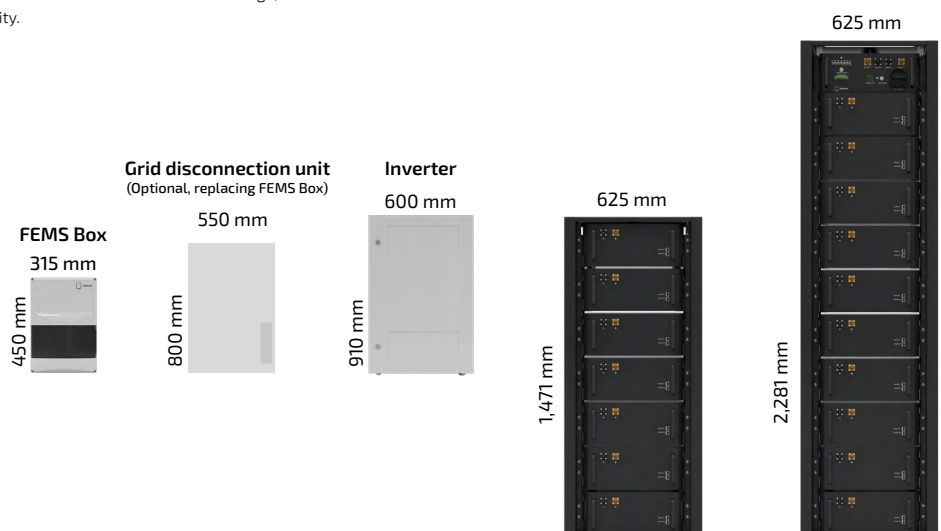 ity.
625 mm
Grid disconnection unit
(Optional, replacing FEMS Box)
Inverter
600 mm
550 mm
625 mm
FEMS Box
315 mm
450 mm
800 mm
910 mm
1,471 mm
2,281 mm